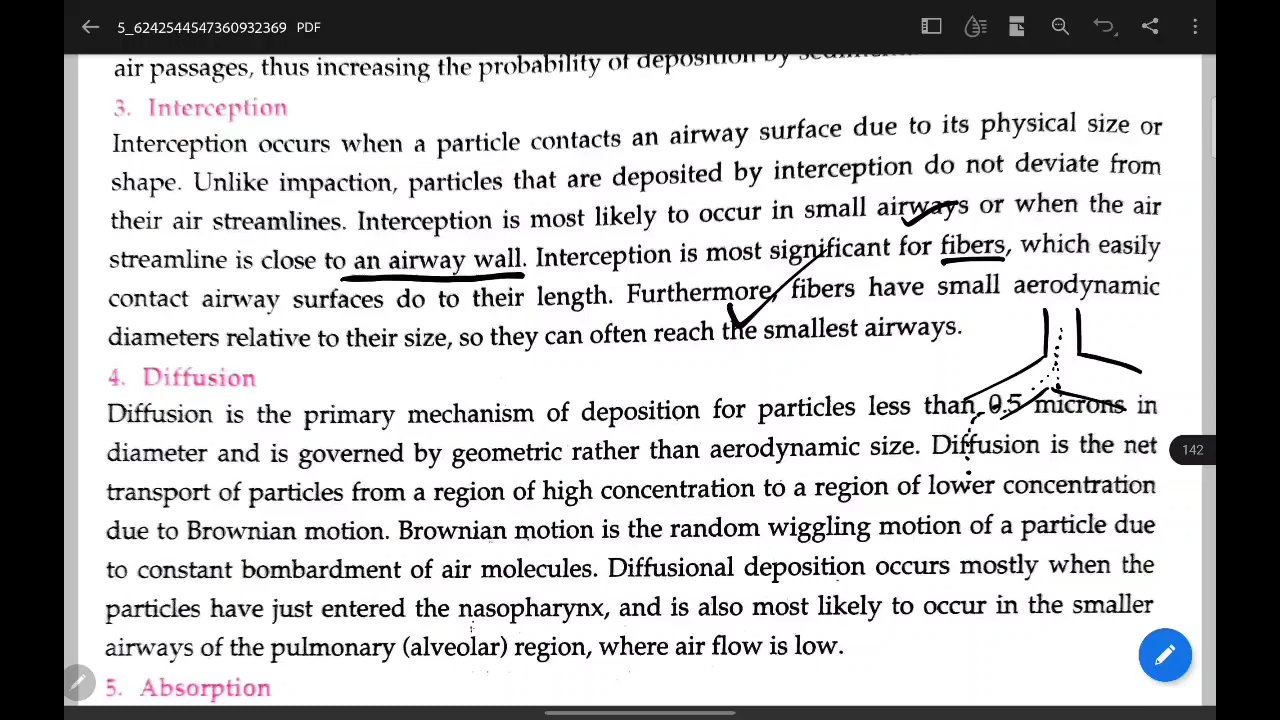 5_6242544547360932369 PDF
air passages, thus increasing the probability of deposition by
3. Interception
Interception occurs when a particle contacts an airway surface due to its physical size or
shape. Unlike impaction, particles that are deposited by interception do not deviate from
their air streamlines. Interception is most likely to occur in small airways or when the air
streamline is close to an airway wall. Interception is most significant for fibers, which easily
contact airway surfaces do to their length. Furthermore, fibers have small aerodynamic
diameters relative to their size, so they can often reach the smallest airways.
4. Diffusion
Diffusion is the primary mechanism of deposition for particles less than 0.5 microns in
diameter and is governed by geometric rather than aerodynamic size. Diffusion is the net
transport of particles from a region of high concentration to a region of lower concentration
due to Brownian motion. Brownian motion is the random wiggling motion of a particle due
to constant bombardment of air molecules. Diffusional deposition occurs mostly when the
particles have just entered the nasopharynx, and is also most likely to occur in the smaller
airways of the pulmonary (alveolar) region, where air flow is low.
5. Absorption
142